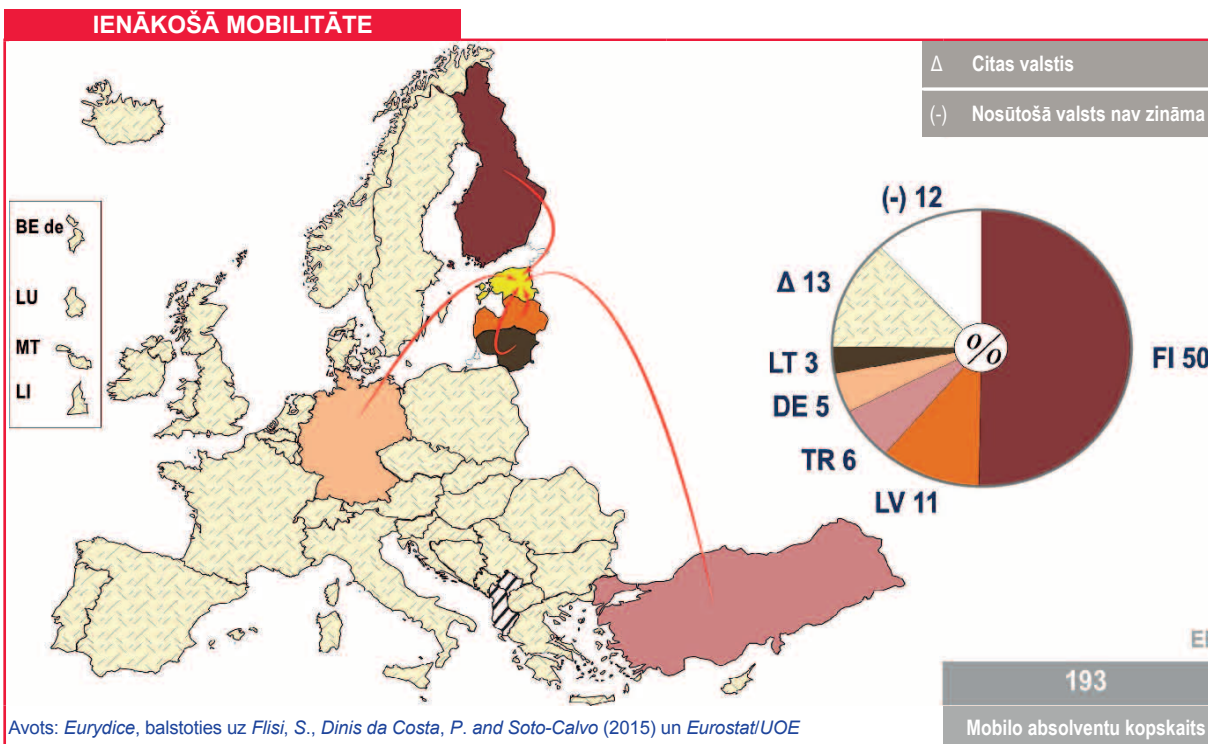 IENĀKOŠĀ MOBILITĀTE
Δ Citas valstis
(-) Nosūtošā valsts nav zināma
BE de
LU
MT
LI
(-) 12
Δ 13
LT 3
DE 5
TR 6
LV 11
FI 50
%
193
Mobilo absolventu kopskaits
Avots: Eurydice, balstoties uz Flisi, S., Dinis da Costa, P. and Soto-Calvo (2015) un Eurostat/UOE